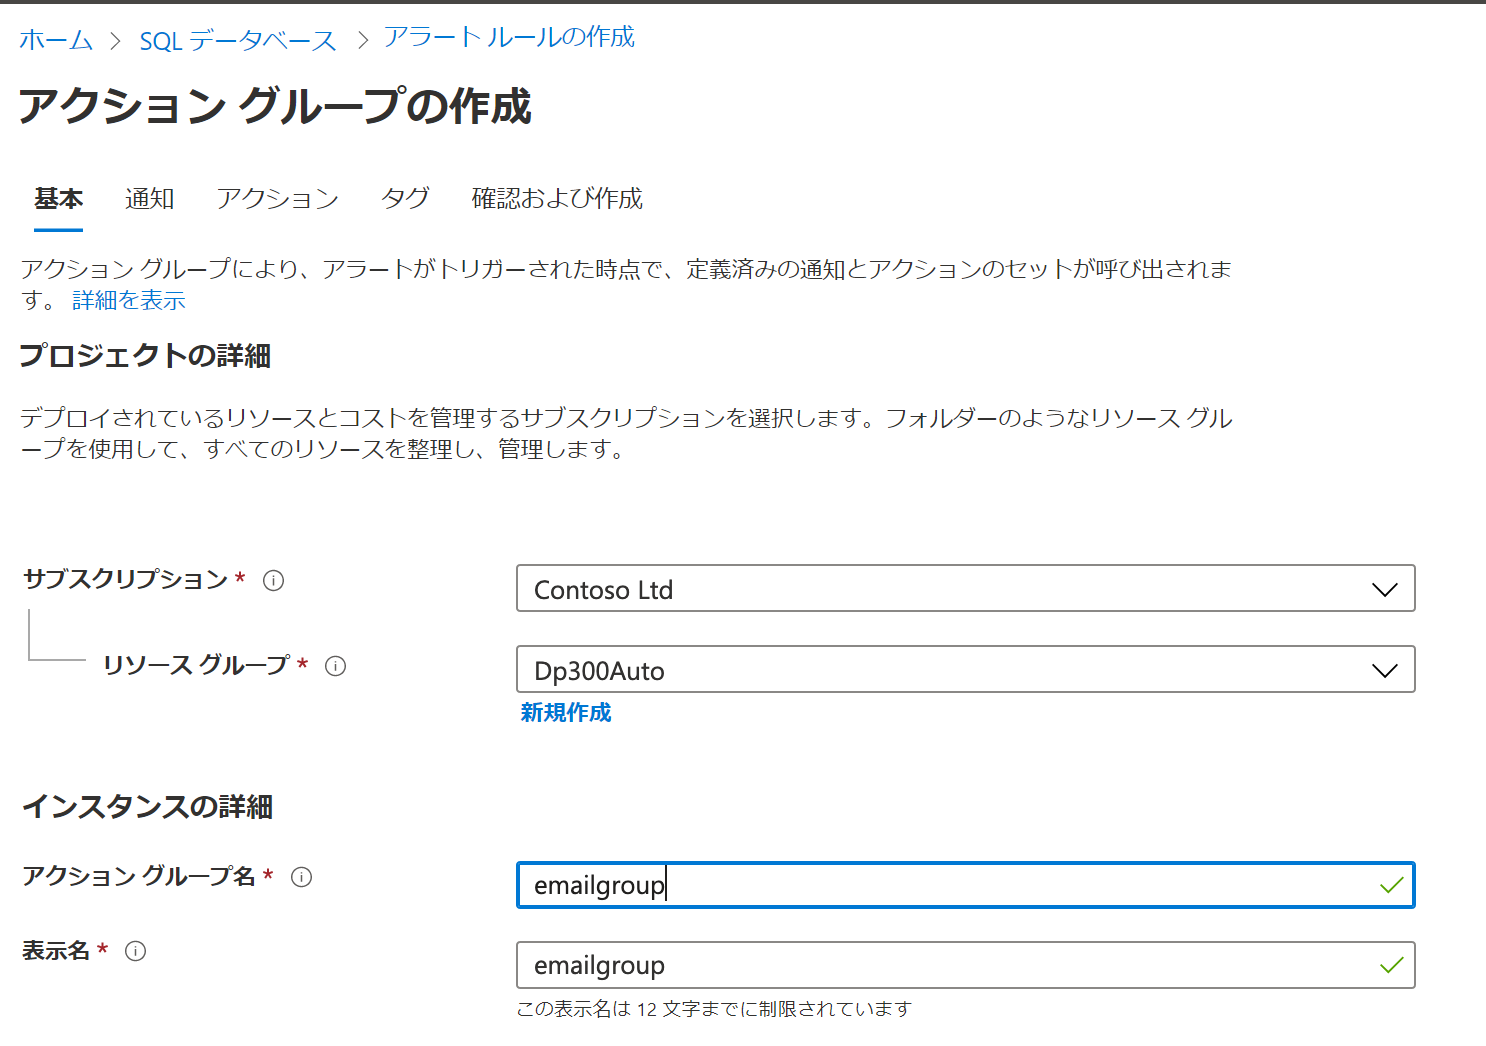 ホーム > SQL データベース > アラート ルールの作成
アクション グループの作成
基本 通知 アクション タグ 確認および作成
アクション グループにより、アラートがトリガーされた時点で、定義済みの通知とアクションのセットが呼び出されま
す。 詳細を表示
プロジェクトの詳細
デプロイされているリソースとコストを管理するサブスクリプションを選択します。フォルダーのようなリソース グル
ープを使用して、すべてのリソースを整理し、管理します。
サブスクリプション * Contoso Ltd
リソース グループ * Dp300Auto
新規作成
インスタンスの詳細
アクション グループ名 * emailgroup
表示名 * emailgroup
この表示名は 12 文字までに制限されています